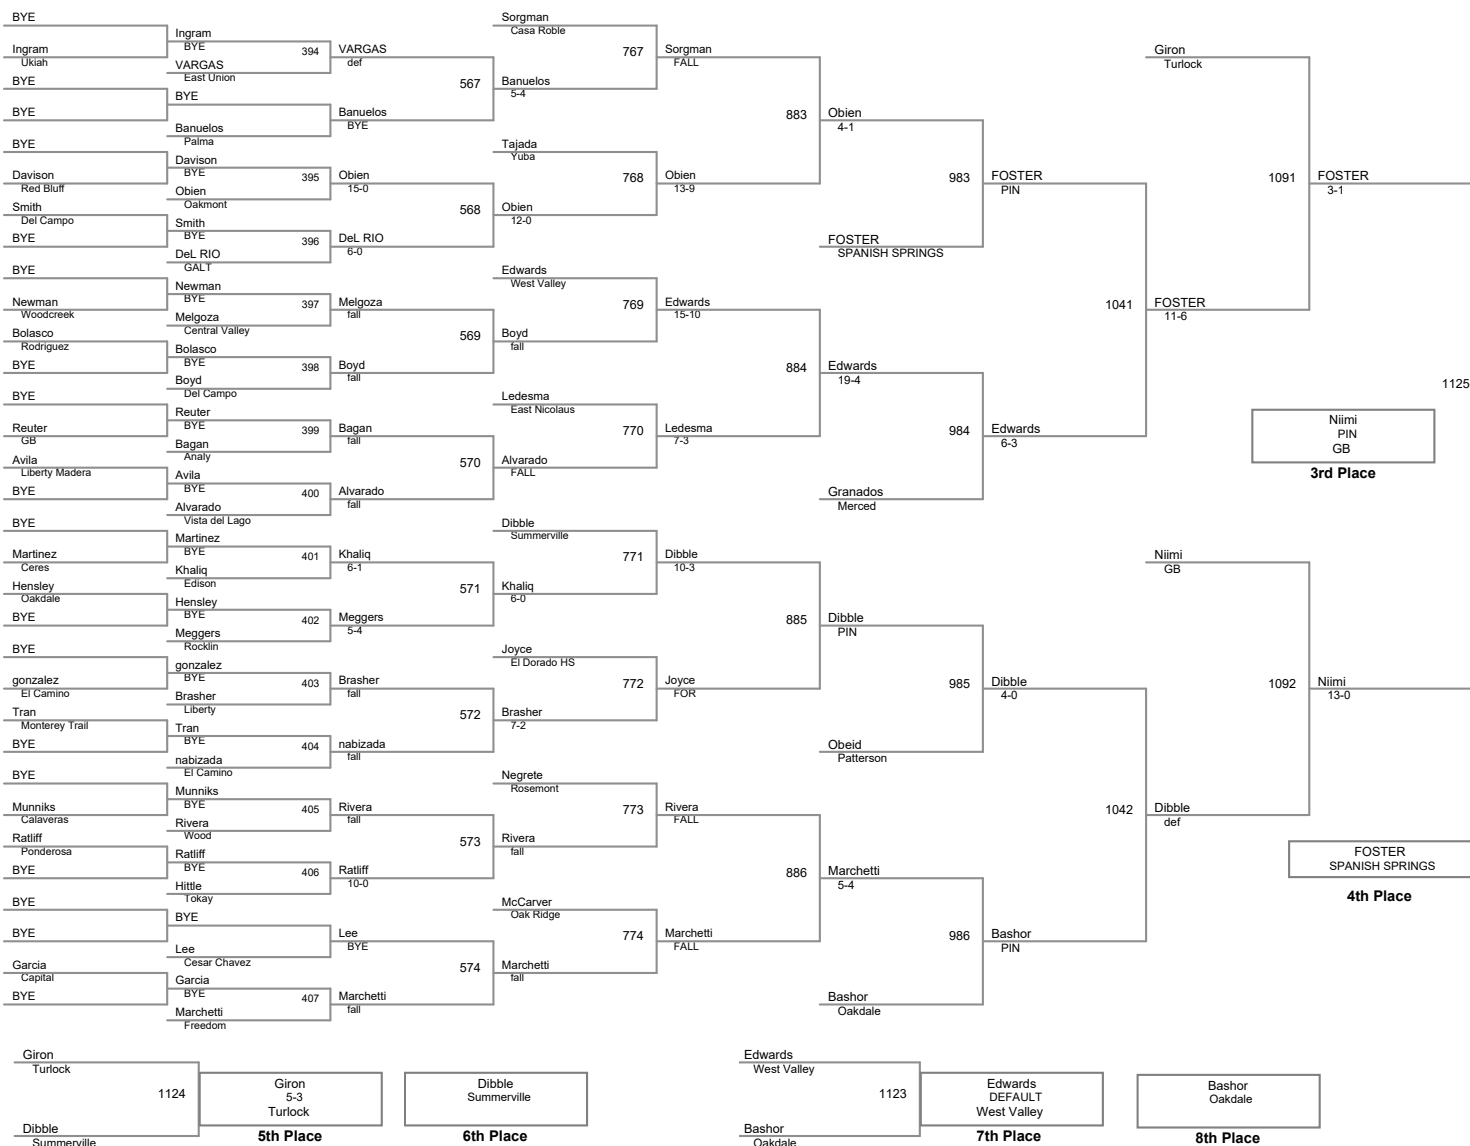 BYE
Ingram
Ukiah
BYE
BYE
BYE
Davison
Red Bluff
Smith
Del Campo
BYE
BYE
Newman
Woodcreek
Bolasco
Rodriguez
BYE
BYE
Reuter
GB
Avila
Liberty Madera
BYE
BYE
Martinez
Ceres
Hensley
Oakdale
BYE
BYE
gonzalez
El Camino
Tran
Monterey Trail
BYE
BYE
Munniks
Calaveras
Ratliff
Ponderosa
BYE
BYE
BYE
Garcia
Capital
BYE
Ingram
BYE
394
VARGAS
East Union
BYE
Banuelos
Palma
Davison
BYE
395
Obien
Oakmont
Smith
BYE
396
DeL RIO
GALT
Newman
BYE
397
Melgoza
Central Valley
Bolasco
BYE
398
Boyd
Del Campo
Reuter
BYE
399
Bagan
Analy
Avila
BYE
400
Alvarado
Vista del Lago
Martinez
BYE
401
Khaliq
Edison
Hensley
BYE
402
Meggers
Rocklin
gonzalez
BYE
403
Brasher
Liberty
Tran
BYE
404
nabizada
El Camino
Munniks
BYE
405
Rivera
Wood
Ratliff
BYE
406
Hittle
Tokay
BYE
Lee
Cesar Chavez
Garcia
BYE
407
Marchetti
Freedom
VARGAS
def
567
Banuelos
BYE
Obien
15-0
568
DeL RIO
6-0
Melgoza
fall
569
Boyd
fall
Bagan
fall
570
Alvarado
fall
Khaliq
6-1
571
Meggers
5-4
Brasher
fall
572
nabizada
fall
Rivera
fall
573
Ratliff
10-0
Lee
BYE
574
Marchetti
fall
Sorgman
Casa Roble
767
Banuelos
5-4
Tajada
Yuba
768
Obien
12-0
Edwards
West Valley
769
Boyd
fall
Ledesma
East Nicolaus
770
Alvarado
FALL
Dibble
Summerville
771
Khaliq
6-0
Joyce
El Dorado HS
772
Brasher
7-2
Negrete
Rosemont
773
Rivera
fall
McCarver
Oak Ridge
774
Marchetti
fall
Sorgman
FALL
883
Obien
13-9
Edwards
15-10
884
Ledesma
7-3
Dibble
10-3
885
Joyce
FOR
Rivera
FALL
886
Marchetti
FALL
Obien
4-1
983
FOSTER
SPANISH SPRINGS
Edwards
19-4
984
Granados
Merced
Dibble
PIN
985
Obeid
Patterson
Marchetti
5-4
986
Bashor
Oakdale
FOSTER
PIN
1041
Edwards
6-3
Dibble
4-0
1042
Bashor
PIN
Giron
Turlock
1091
FOSTER
11-6
Niimi
GB
1092
Dibble
def
FOSTER
3-1
1125
Niimi
PIN
GB
3rd Place
Niimi
13-0
FOSTER
SPANISH SPRINGS
4th Place
Giron
Turlock
1124
Dibble
Summerville
Giron
5-3
Turlock
5th Place
Dibble
Summerville
6th Place
Edwards
West Valley
1123
Bashor
Oakdale
Edwards
DEFAULT
West Valley
7th Place
Bashor
Oakdale
8th Place